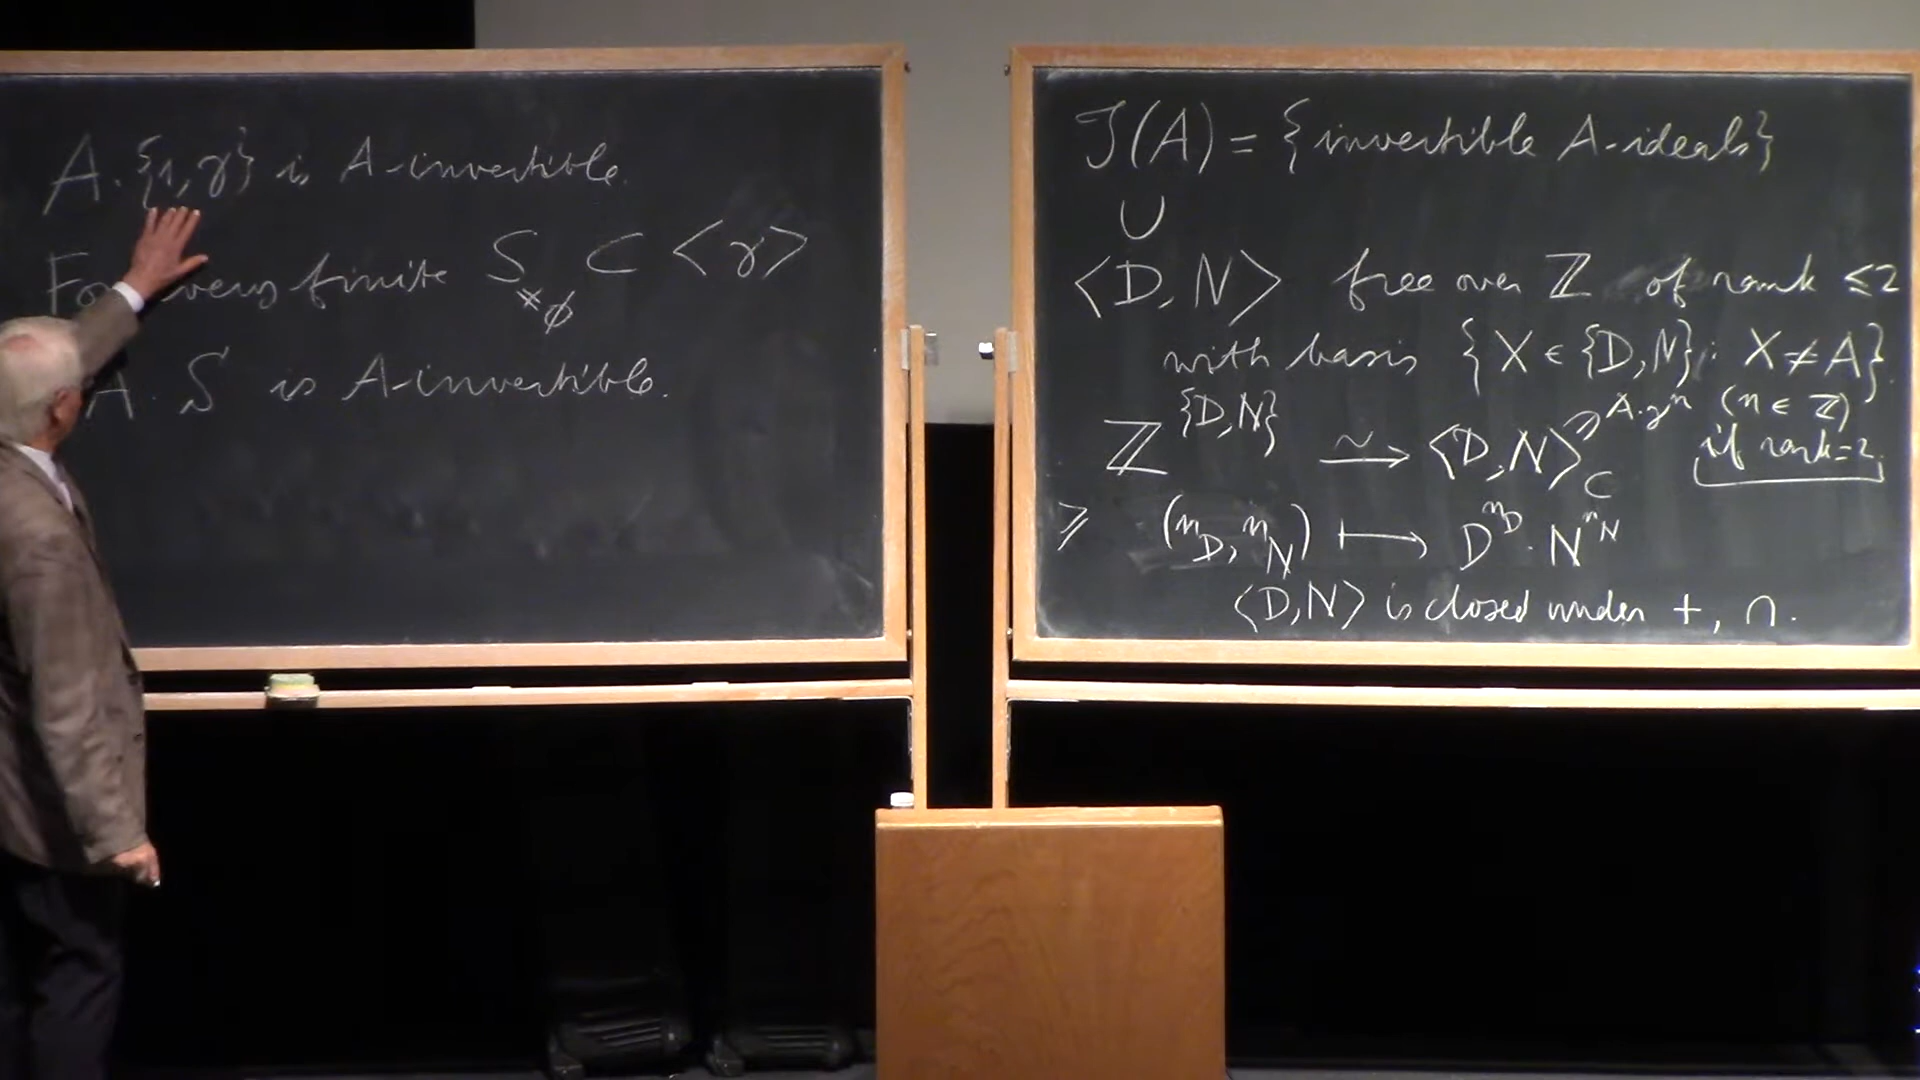 A·{1,γ} is A-invertible.
For every finite S ≠ ∅ ⊂ <γ>
A·S is A-invertible.
I(A) = {invertible A-ideals}
∪
<D,N> free over ℤ of rank ≤2
with basis {X ∈ {D,N}: X ≠ A}.
ℤ^{D,N} ~→ <D,N> ∋ A·γⁿ (n ∈ ℤ)
⊂ if rank=2.
≥ (n_D, n_N) ↦ D^{n_D}·N^{n_N}
<D,N> is closed under +, ∩.